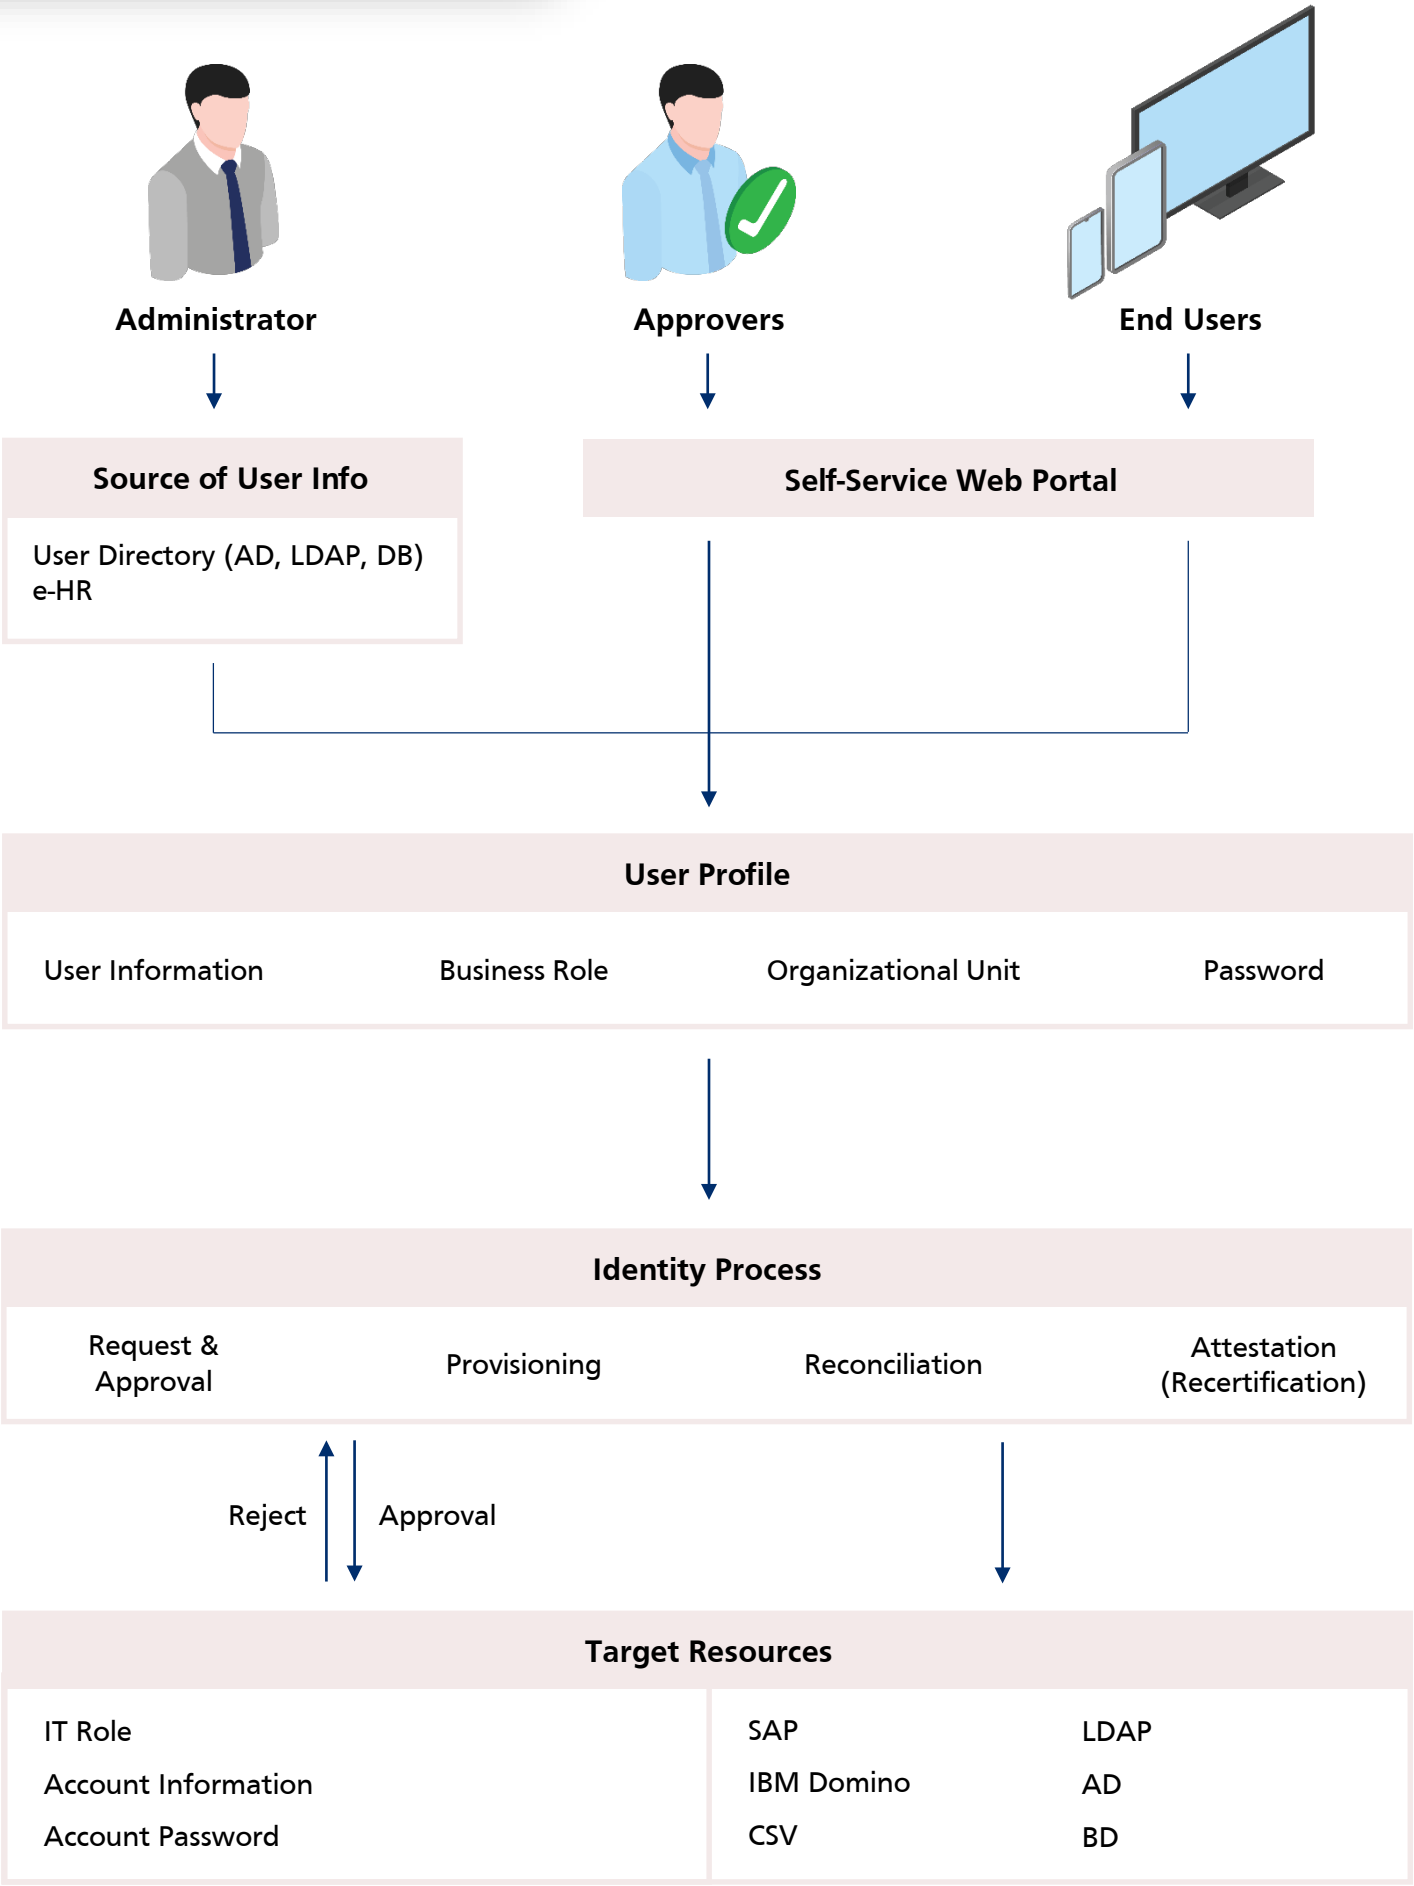 Administrator
Approvers
End Users
Source of User Info
User Directory (AD, LDAP, DB)
e-HR
Self-Service Web Portal
User Profile
User Information
Business Role
Organizational Unit
Password
Identity Process
Request &
Approval
Provisioning
Reconciliation
Attestation
(Recertification)
Reject
Approval
Target Resources
IT Role
Account Information
Account Password
SAP
IBM Domino
CSV
LDAP
AD
BD